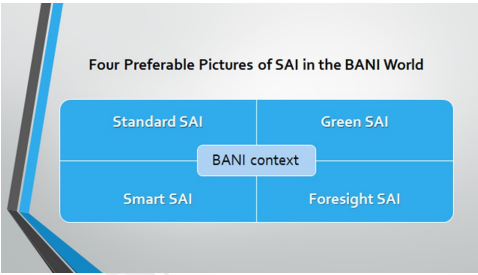 Four Preferable Pictures of SAI in the BANI World
Standard SAI
Green SAI
BANI context
Smart SAI
Foresight SAI